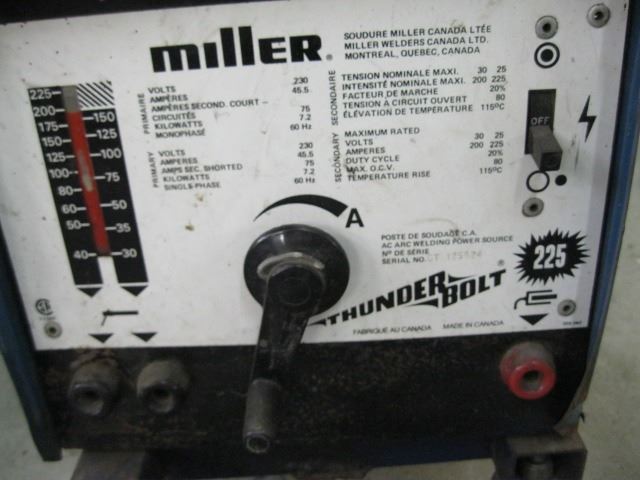 miller®
SOUDURE MILLER CANADA LTÉE
MILLER WELDERS CANADA LTD.
MONTREAL, QUEBEC, CANADA
PRIMAIRE
VOLTS 230
AMPÈRES 45.5
AMPÈRES SECOND. COURT-
CIRCUITÉS 75
KILOWATTS 7.2
MONOPHASÉ 60 Hz
PRIMARY
VOLTS 230
AMPERES 45.5
AMPS SEC. SHORTED 75
KILOWATTS 7.2
SINGLE-PHASE 60 Hz
SECONDAIRE
TENSION NOMINALE MAXI. 30 25
INTENSITÉ NOMINALE MAXI. 200 225
FACTEUR DE MARCHE 20%
TENSION A CIRCUIT OUVERT 80
ÉLÉVATION DE TEMPÉRATURE 115°C
SECONDARY
MAXIMUM RATED
VOLTS 30 25
AMPERES 200 225
DUTY CYCLE 20%
MAX. O.C.V. 80
TEMPERATURE RISE 115°C
OFF
225
200
175
150
125
100
80
60
50
40
150
125
100
75
50
35
30
A
POSTE DE SOUDAGE C.A.
AC ARC WELDING POWER SOURCE
Nº DE SÉRIE
SERIAL NO.
225
THUNDERBOLT®
FABRIQUE AU CANADA MADE IN CANADA